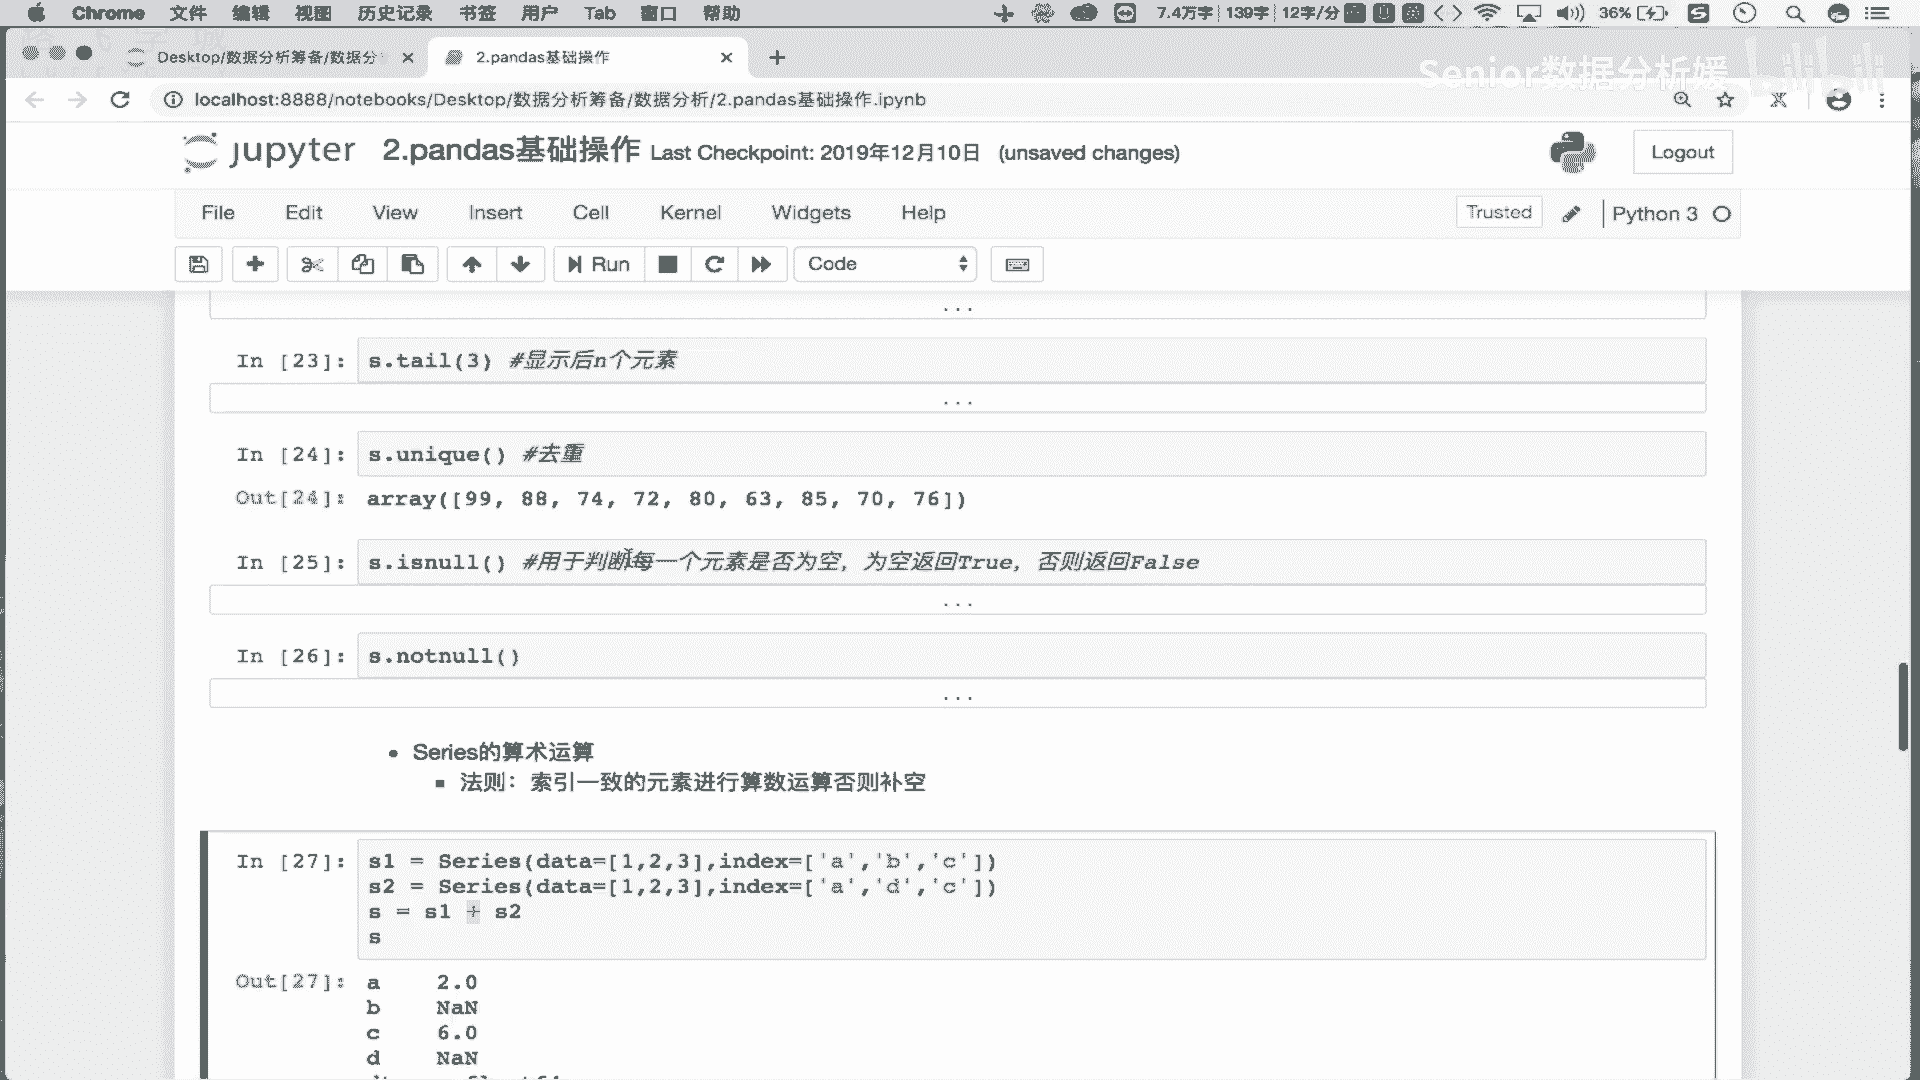 Chrome 文件 编辑 视图 历史记录 书签 用户 Tab 窗口 帮助 7.4万字 139字 12字/分 36%
Desktop/数据分析筹备/数据分 2.pandas基础操作
Senior数据分析媛 bilibili
localhost:8888/notebooks/Desktop/数据分析筹备/数据分析/2.pandas基础操作.ipynb
jupyter 2.pandas基础操作 Last Checkpoint: 2019年12月10日 (unsaved changes) Logout
File Edit View Insert Cell Kernel Widgets Help Trusted Python 3
Run Code
...
In [23]: s.tail(3) #显示后n个元素
...
In [24]: s.unique() #去重
Out[24]: array([99, 88, 74, 72, 80, 63, 85, 70, 76])
In [25]: s.isnull() #用于判断每一个元素是否为空，为空返回True，否则返回False
...
In [26]: s.notnull()
...
• Series的算术运算
▪ 法则：索引一致的元素进行算数运算否则补空
In [27]: s1 = Series(data=[1,2,3],index=['a','b','c'])
s2 = Series(data=[1,2,3],index=['a','d','c'])
s = s1 + s2
s
Out[27]: a 2.0
b NaN
c 6.0
d NaN